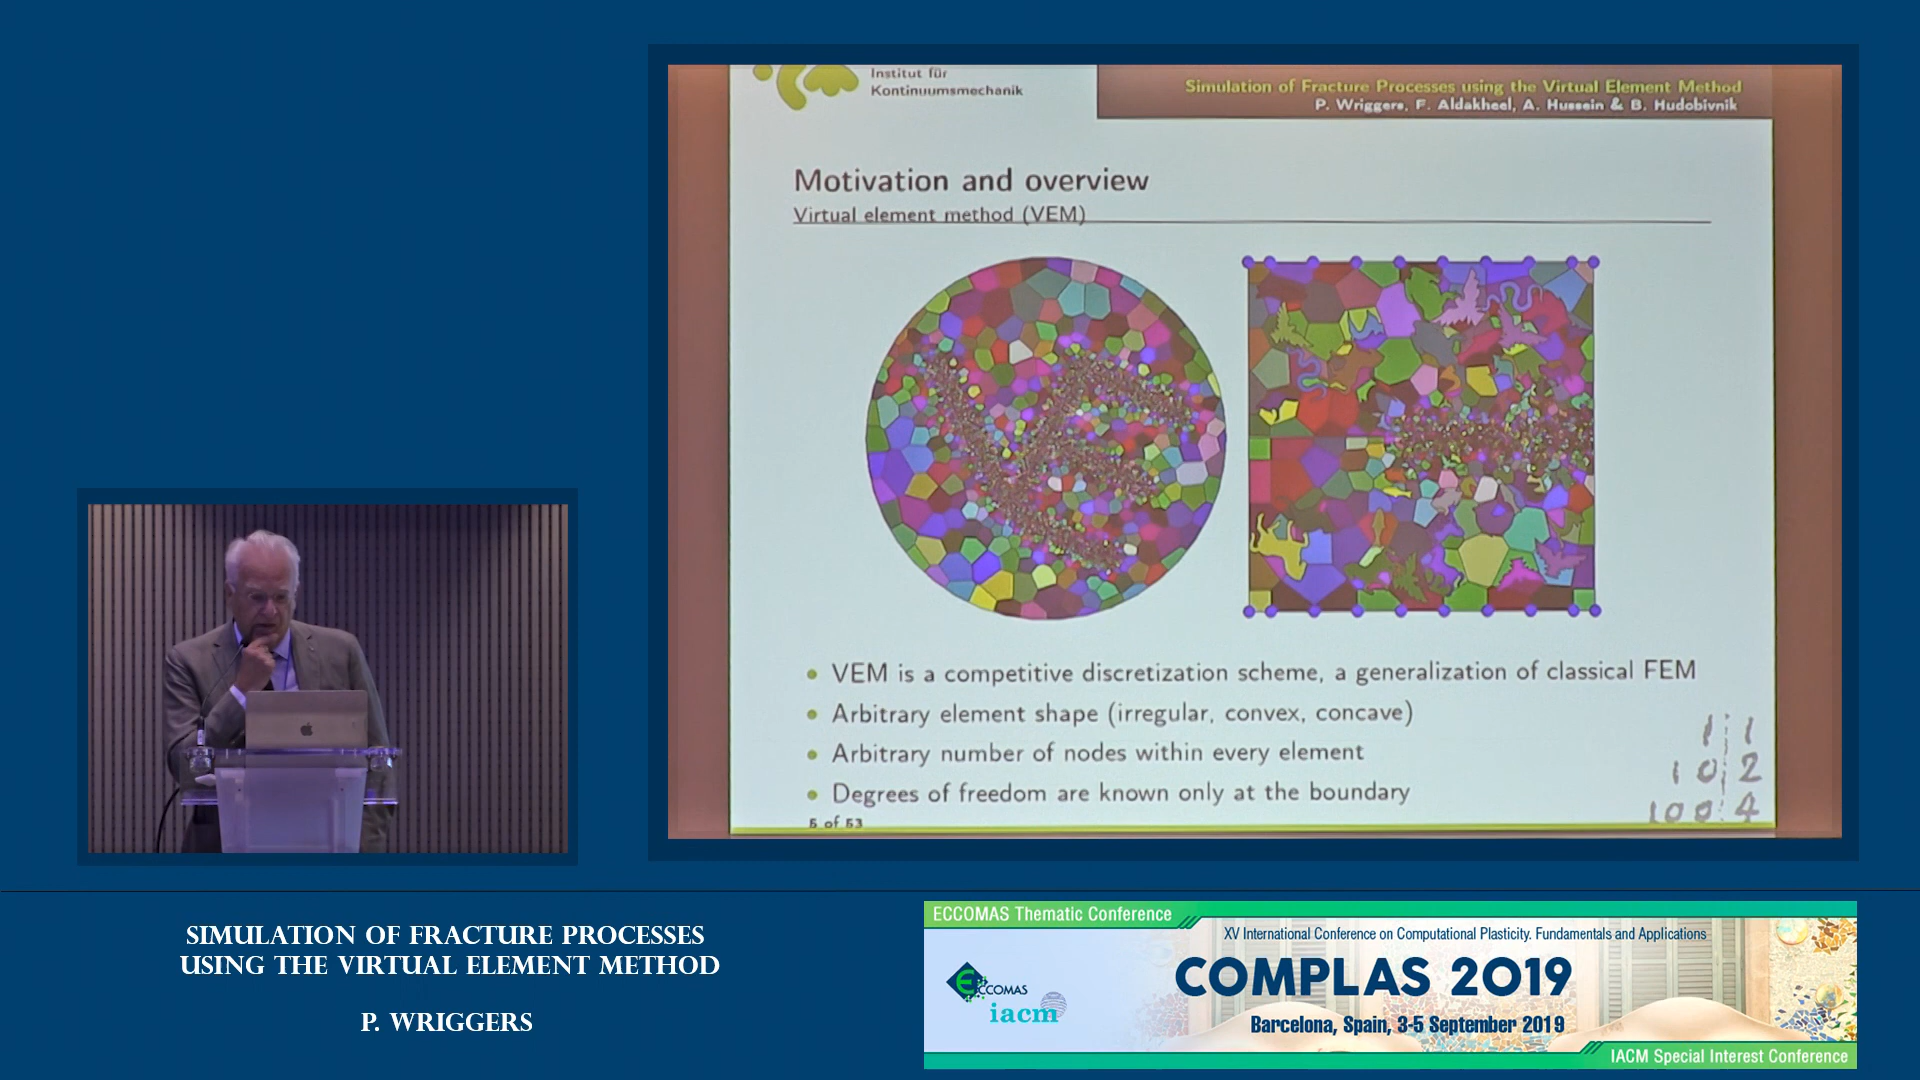 Institut für
Kontinuumsmechanik
Simulation of Fracture Processes using the Virtual Element Method
P. Wriggers, F. Aldakheel, A. Hussein & B. Hudobivnik
Motivation and overview
Virtual element method (VEM)
VEM is a competitive discretization scheme, a generalization of classical FEM
Arbitrary element shape (irregular, convex, concave)
Arbitrary number of nodes within every element
Degrees of freedom are known only at the boundary
5 of 53
1 1
10 2
100 4
SIMULATION OF FRACTURE PROCESSES
USING THE VIRTUAL ELEMENT METHOD
P. WRIGGERS
ECCOMAS Thematic Conference
XV International Conference on Computational Plasticity. Fundamentals and Applications
ECCOMAS
iacm
COMPLAS 2019
Barcelona, Spain, 3-5 September 2019
IACM Special Interest Conference